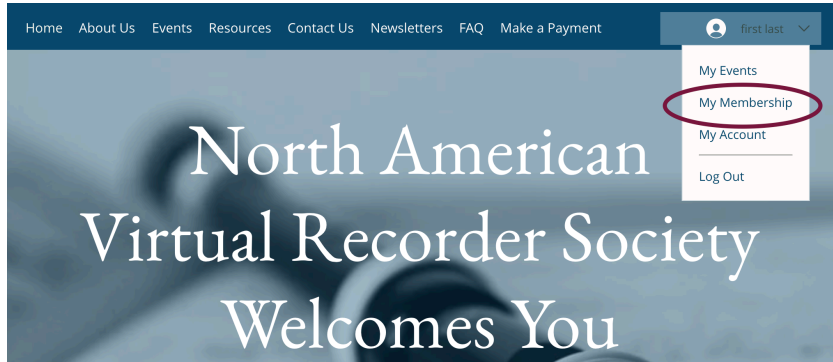 Home About Us Events Resources Contact Us Newsletters FAQ Make a Payment first last
My Events
My Membership
My Account
Log Out
North American
Virtual Recorder Society
Welcomes You